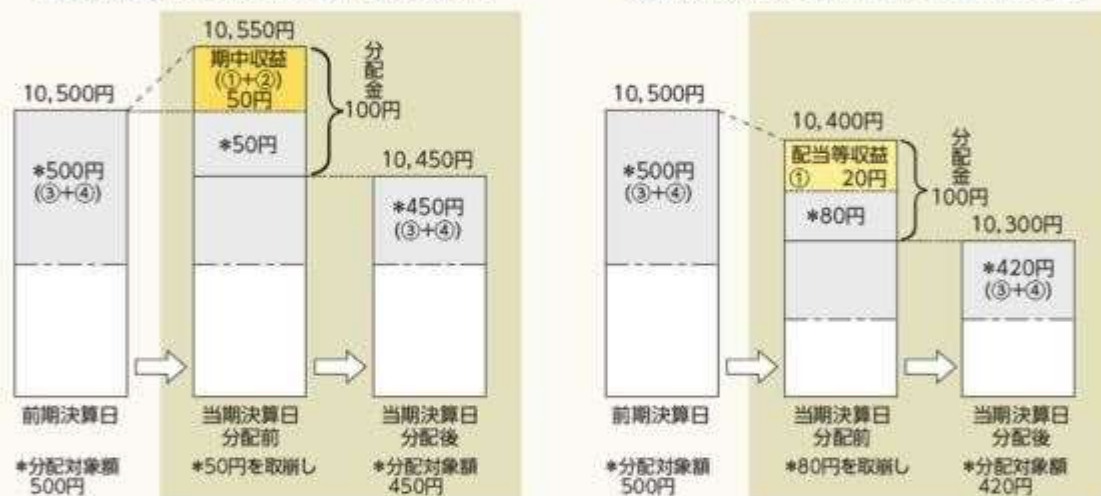 10,550円
期中収益
(①+②)
50円
分配金
100円
10,500円
*500円
(③+④)
*50円
10,450円
*450円
(③+④)
前期決算日
当期決算日
分配前
当期決算日
分配後
*分配対象額
500円
*50円を取崩し
*分配対象額
450円
10,500円
*500円
(③+④)
10,400円
配当等収益
① 20円
分配金
100円
*80円
10,300円
*420円
(③+④)
前期決算日
当期決算日
分配前
当期決算日
分配後
*分配対象額
500円
*80円を取崩し
*分配対象額
420円